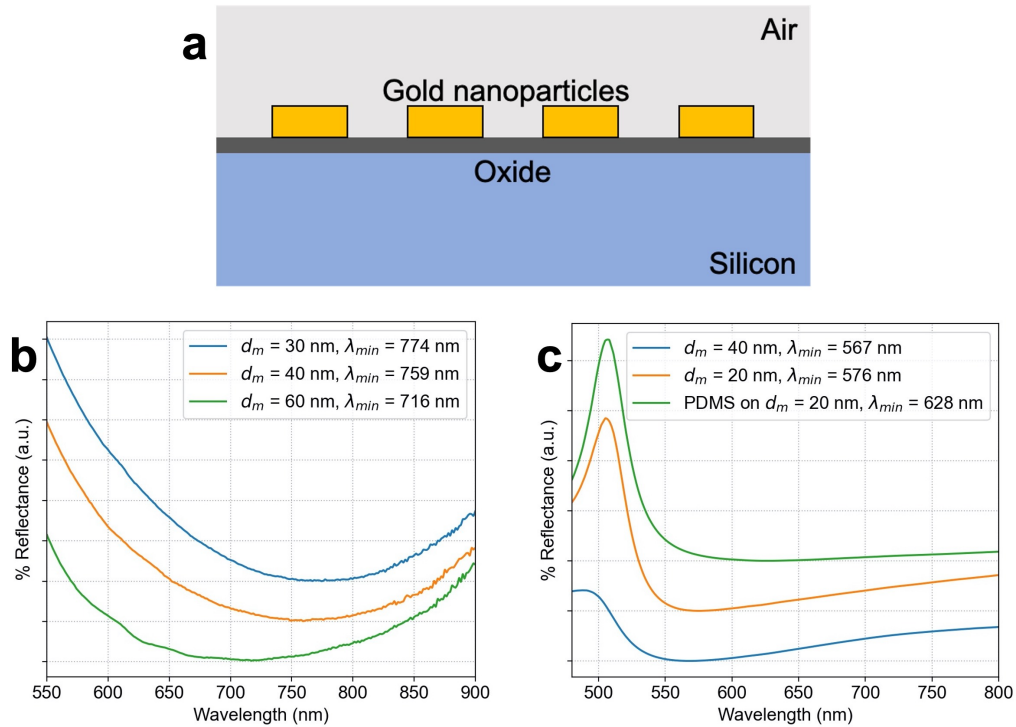 a
Air
Gold nanoparticles
Oxide
Silicon
b
% Reflectance (a.u.)
d_m = 30 nm, λ_min = 774 nm
d_m = 40 nm, λ_min = 759 nm
d_m = 60 nm, λ_min = 716 nm
550 600 650 700 750 800 850 900
Wavelength (nm)
c
% Reflectance (a.u.)
d_m = 40 nm, λ_min = 567 nm
d_m = 20 nm, λ_min = 576 nm
PDMS on d_m = 20 nm, λ_min = 628 nm
500 550 600 650 700 750 800
Wavelength (nm)